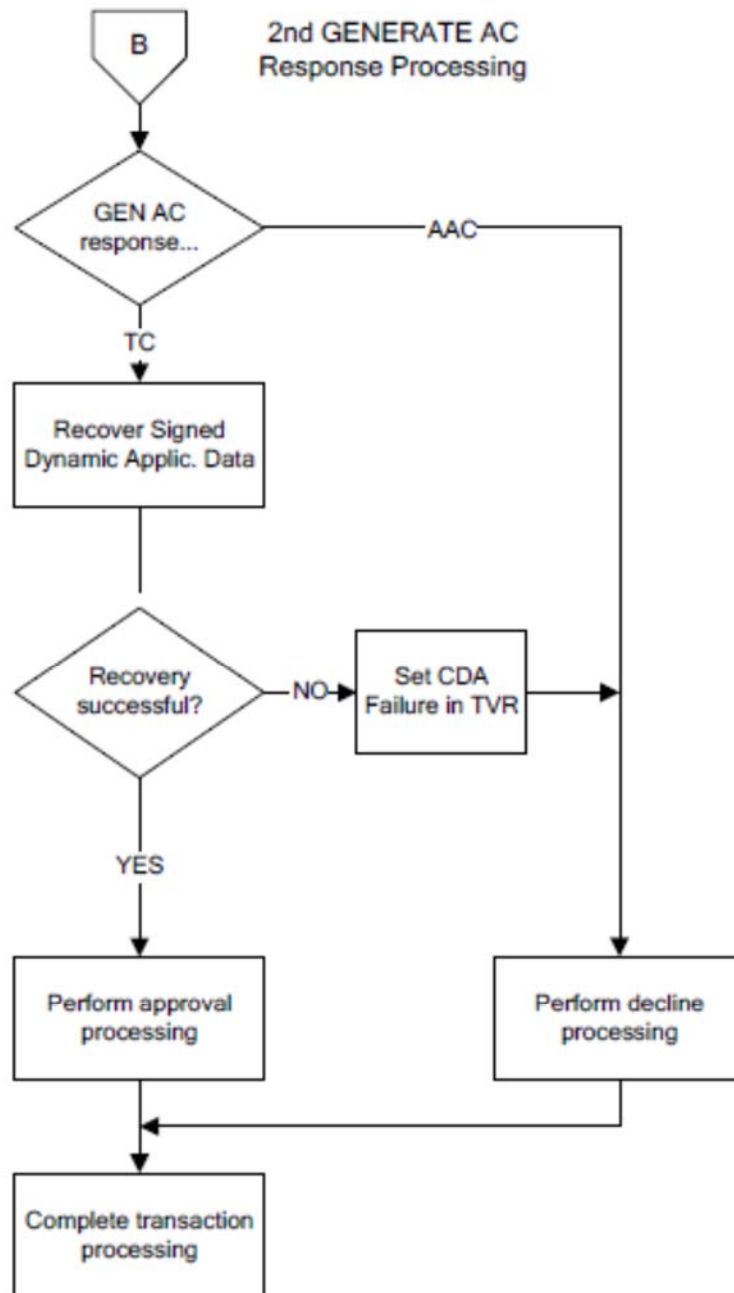 B
2nd GENERATE AC
Response Processing
GEN AC
response...
AAC
TC
Recover Signed
Dynamic Applic. Data
Recovery
successful?
NO
Set CDA
Failure in TVR
YES
Perform approval
processing
Perform decline
processing
Complete transaction
processing